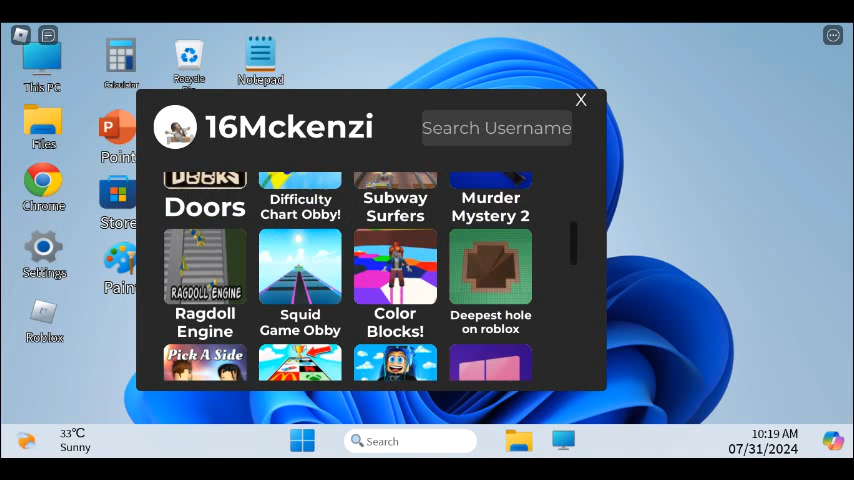 This PC
Calculator
Recycle
Notepad
X
16Mckenzi
Search Username
Files
Point
Doors
Difficulty
Chart Obby!
Subway
Surfers
Murder
Mystery 2
Chrome
Store
Settings
Paint
RAGDOLL ENGINE
Ragdoll
Engine
Squid
Game Obby
Color
Blocks!
Deepest hole
on roblox
Roblox
Pick A Side
33°C
Sunny
Search
10:19 AM
07/31/2024